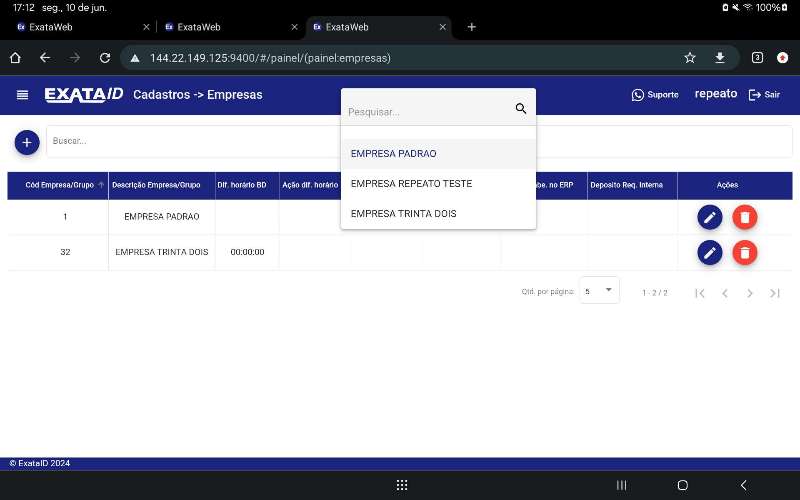 17:12 seg., 10 de jun. 100%
ExataWeb ExataWeb ExataWeb
144.22.149.125:9400/#/painel/(painel:empresas) 3
EXATAID Cadastros -> Empresas Suporte repeato Sair
Pesquisar...
Buscar...
EMPRESA PADRAO
EMPRESA REPEATO TESTE
EMPRESA TRINTA DOIS
Cód Empresa/Grupo Descrição Empresa/Grupo Dif. horário BD Ação dif. horário abe. no ERP Deposito Req. Interna Ações
1 EMPRESA PADRAO
32 EMPRESA TRINTA DOIS 00:00:00
Qtd. por página: 5 1 - 2 / 2
© ExataID 2024